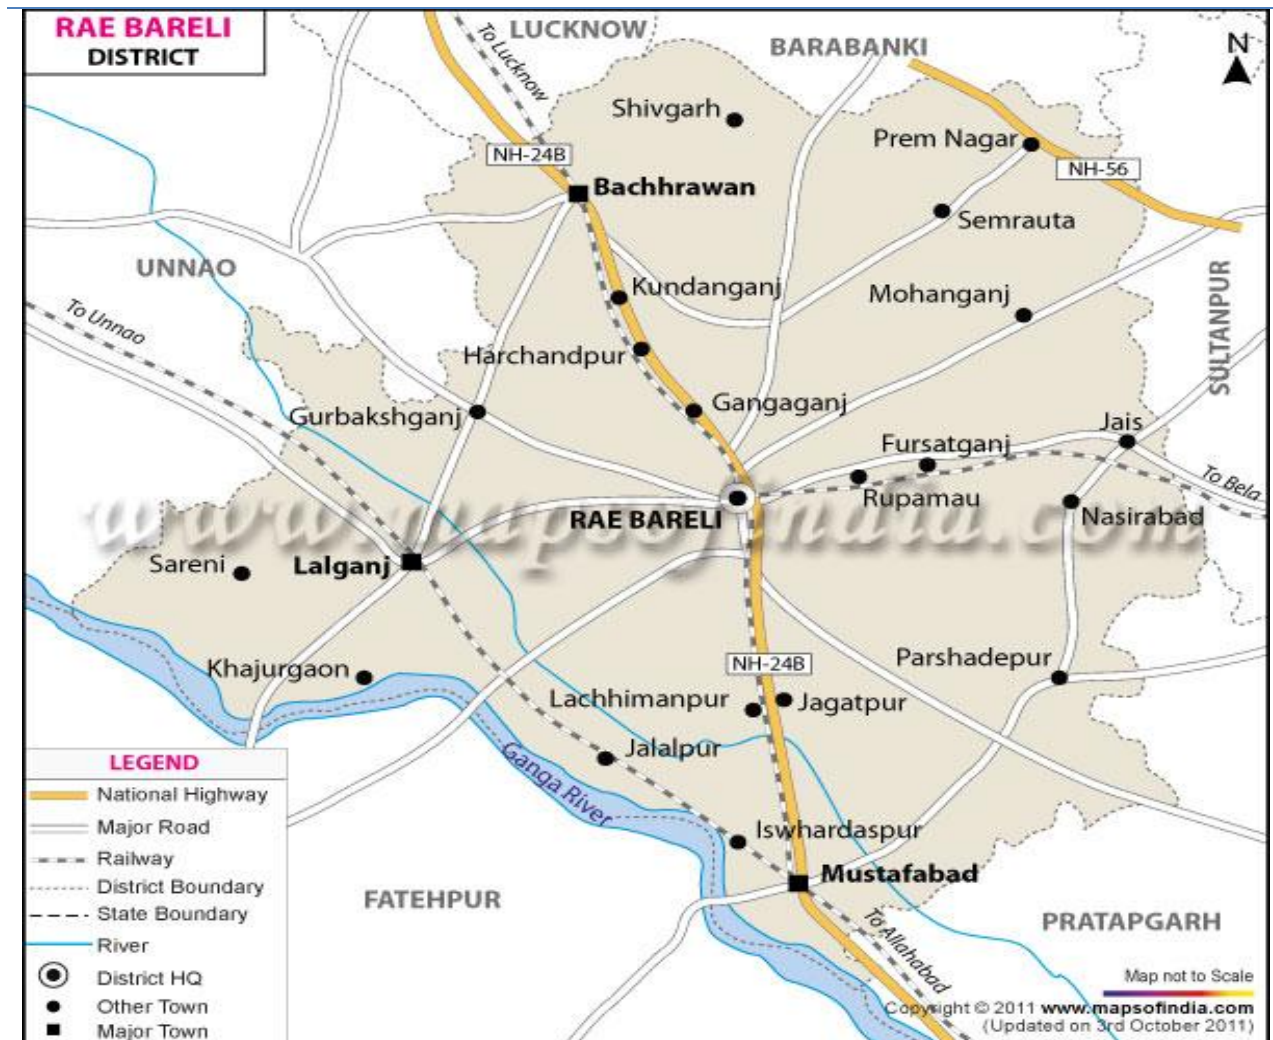 RAE BARELI
DISTRICT
LUCKNOW
BARABANKI
N
To Lucknow
Shivgarh
Prem Nagar
NH-24B
NH-56
Bachhrawan
Semrauta
UNNAO
SULTANPUR
Kundanganj
Mohanganj
To Unnao
Harchandpur
Gurbakshganj
Gangaganj
Jais
Fursatganj
To Bela
Rupamau
Nasirabad
RAE BARELI
www.mapsofindia.com
Sareni
Lalganj
Khajurgaon
NH-24B
Parshadepur
Lachhimanpur
Jagatpur
Jalalpur
Ganga River
Iswhardaspur
Mustafabad
FATEHPUR
PRATAPGARH
To Allahabad
LEGEND
National Highway
Major Road
Railway
District Boundary
State Boundary
River
District HQ
Other Town
Major Town
Map not to Scale
Copyright © 2011 www.mapsofindia.com
(Updated on 3rd October 2011)